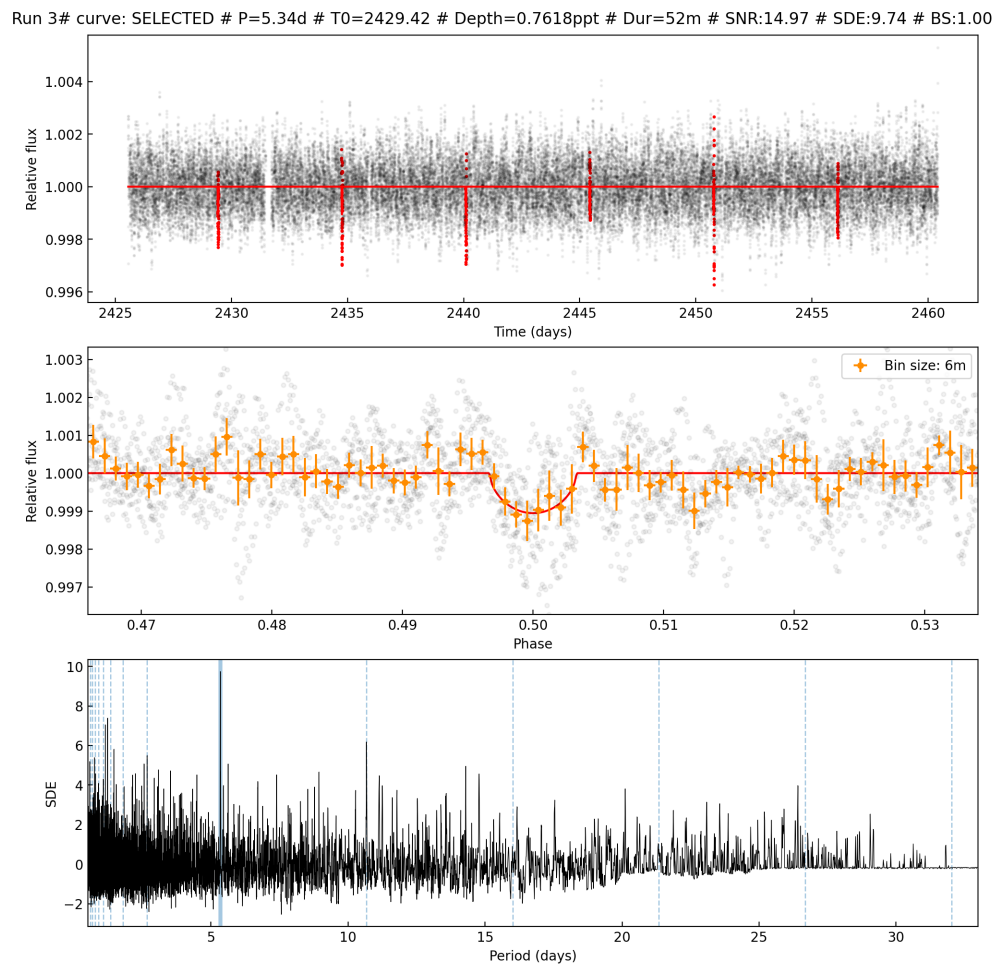 Run 3# curve: SELECTED # P=5.34d # T0=2429.42 # Depth=0.7618ppt # Dur=52m # SNR:14.97 # SDE:9.74 # BS:1.00
1.004
1.002
1.000
0.998
0.996
Relative flux
2425 2430 2435 2440 2445 2450 2455 2460
Time (days)
Bin size: 6m
1.003
1.002
1.001
1.000
0.999
0.998
0.997
Relative flux
0.47 0.48 0.49 0.50 0.51 0.52 0.53
Phase
10
8
6
4
2
0
−2
SDE
5 10 15 20 25 30
Period (days)